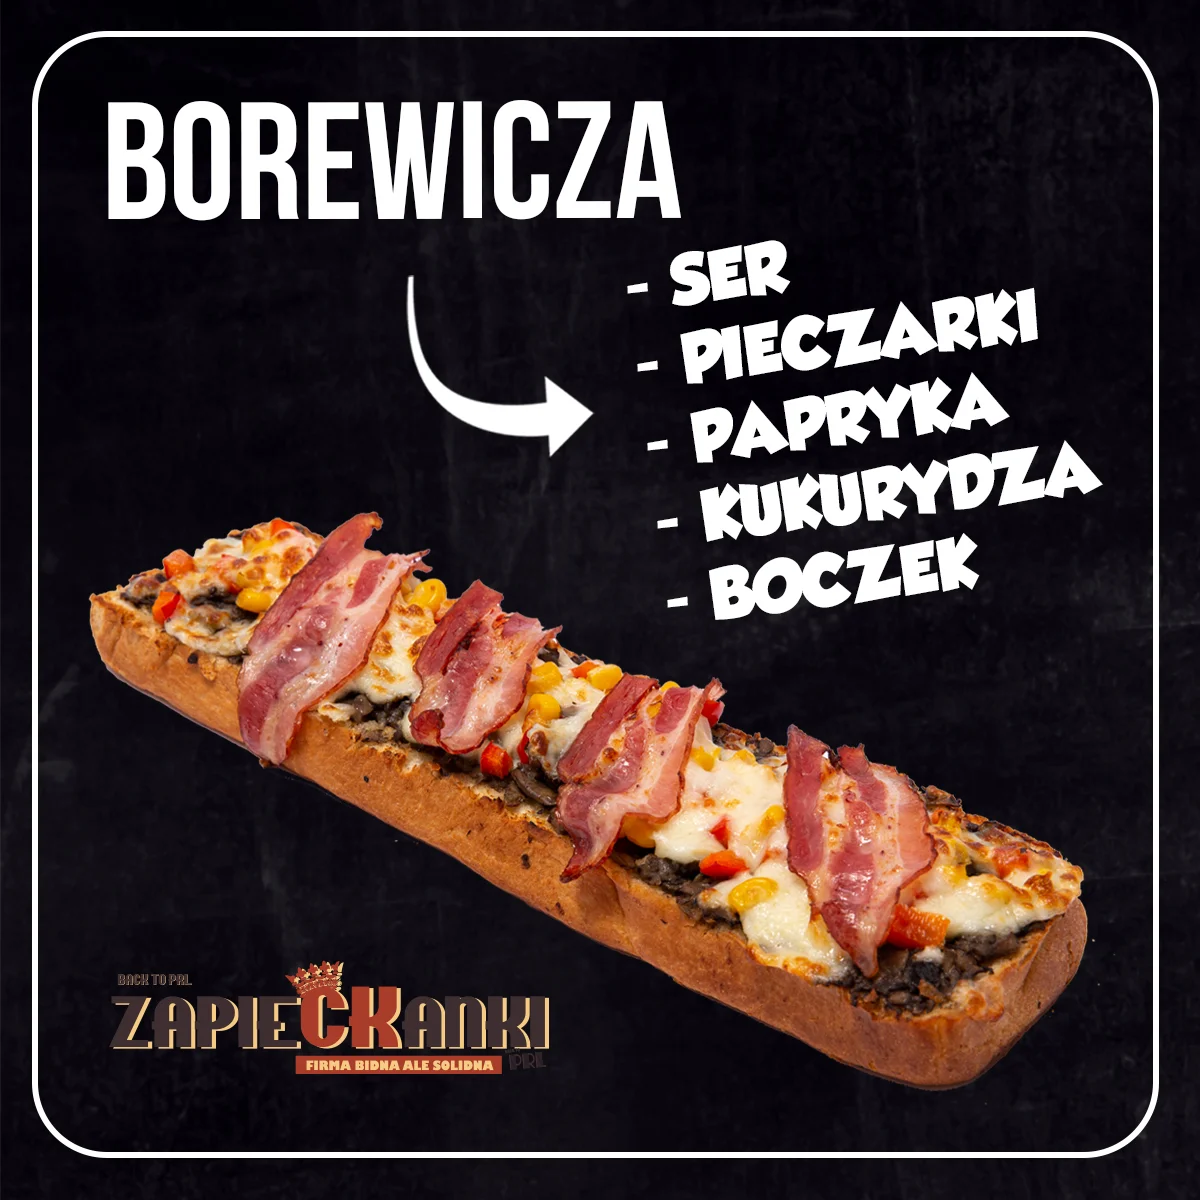 BOREWICZA
- SER
- PIECZARKI
- PAPRYKA
- KUKURYDZA
- BOCZEK
BACK TO PRL
ZAPIECKANKI
FIRMA BIDNA ALE SOLIDNA
PRL